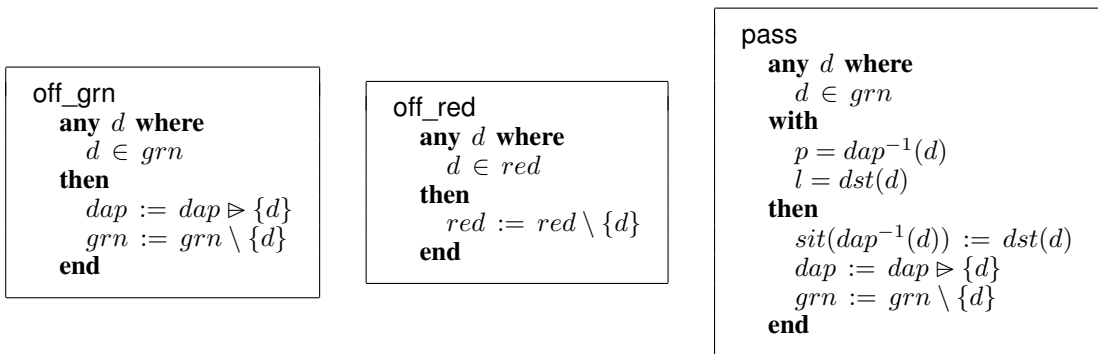 off_grn
any d where
d ∈ grn
then
dap := dap ⩥ {d}
grn := grn \ {d}
end
off_red
any d where
d ∈ red
then
red := red \ {d}
end
pass
any d where
d ∈ grn
with
p = dap⁻¹(d)
l = dst(d)
then
sit(dap⁻¹(d)) := dst(d)
dap := dap ⩥ {d}
grn := grn \ {d}
end